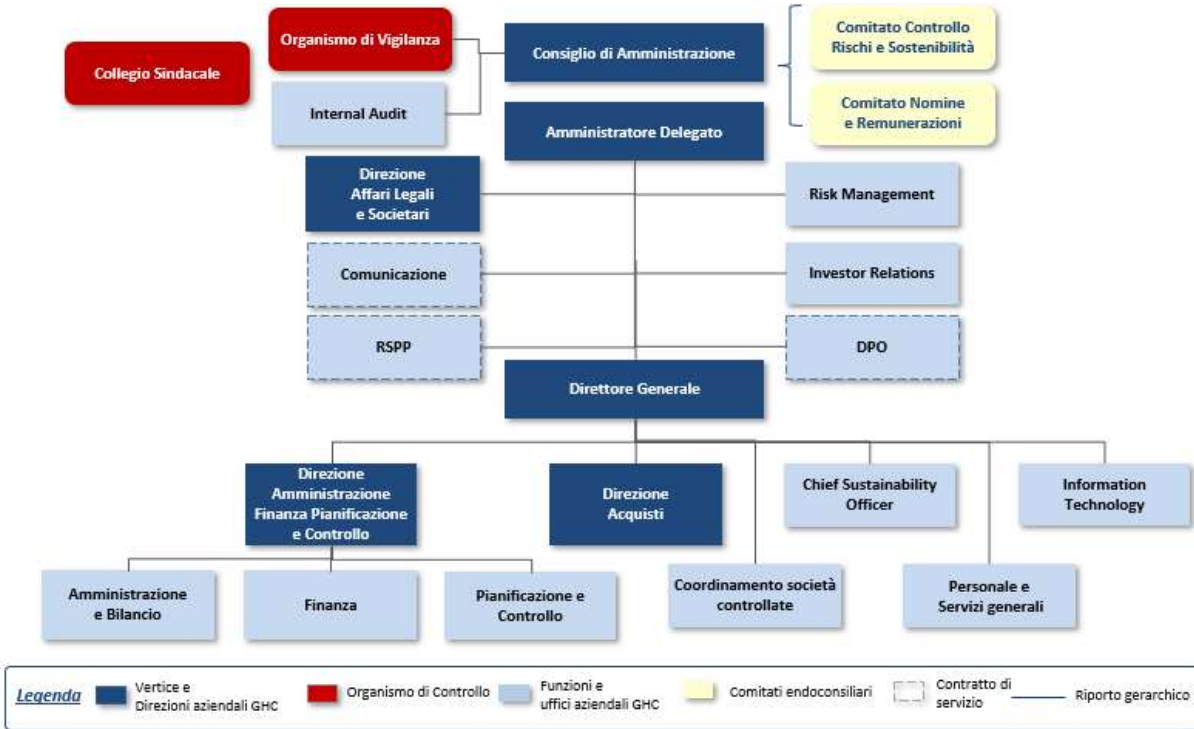 Collegio Sindacale
Organismo di Vigilanza
Internal Audit
Consiglio di Amministrazione
Comitato Controllo
Rischi e Sostenibilità
Comitato Nomine
e Remunerazioni
Amministratore Delegato
Direzione
Affari Legali
e Societari
Risk Management
Comunicazione
Investor Relations
RSPP
DPO
Direttore Generale
Direzione
Amministrazione
Finanza Pianificazione
e Controllo
Direzione
Acquisti
Chief Sustainability
Officer
Information
Technology
Amministrazione
e Bilancio
Finanza
Pianificazione e
Controllo
Coordinamento società
controllate
Personale e
Servizi generali
Legenda
Vertice e
Direzioni aziendali GHC
Organismo di Controllo
Funzioni e
uffici aziendali GHC
Comitati endoconsiliari
Contratto di
servizio
Riporto gerarchico